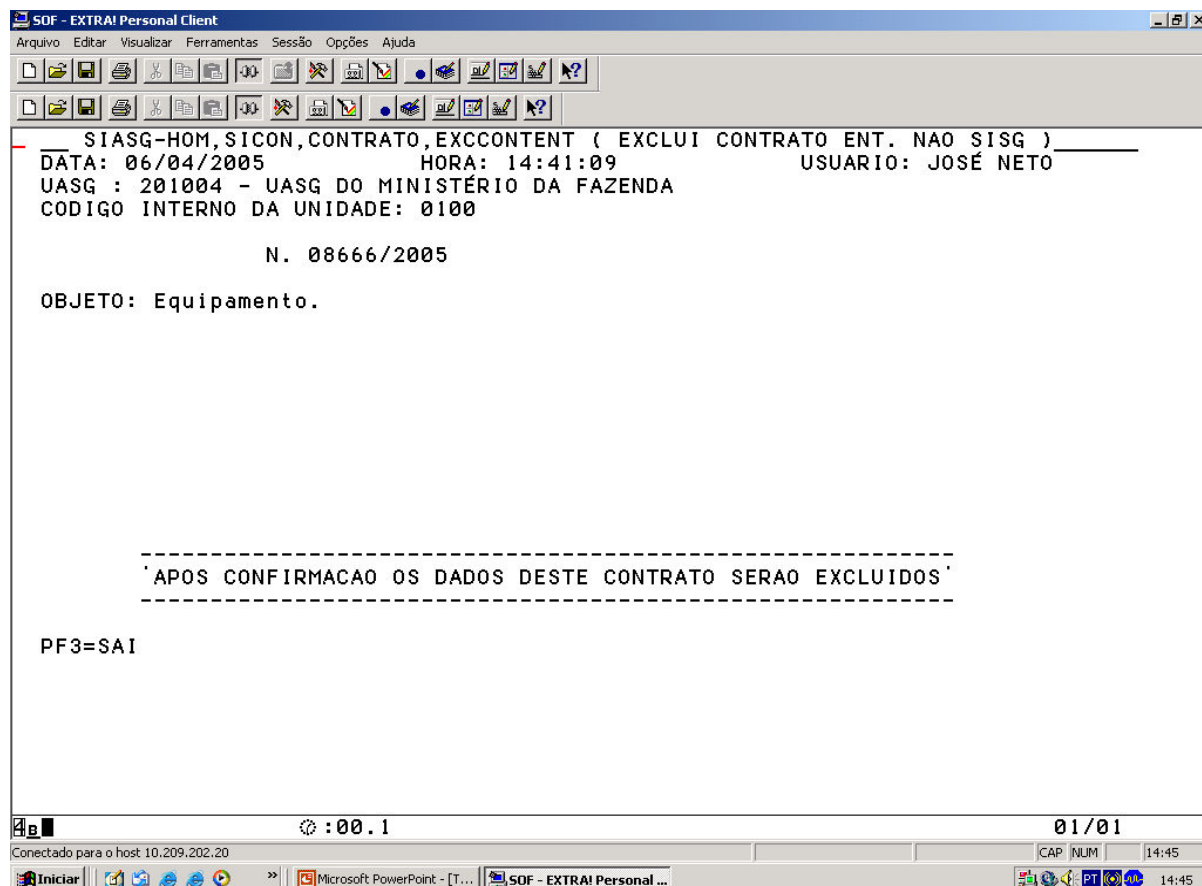 SOF - EXTRA! Personal Client
Arquivo Editar Visualizar Ferramentas Sessão Opções Ajuda
__ SIASG-HOM,SICON,CONTRATO,EXCCONTENT ( EXCLUI CONTRATO ENT. NAO SISG )______
DATA: 06/04/2005 HORA: 14:41:09 USUARIO: JOSÉ NETO
UASG : 201004 - UASG DO MINISTÉRIO DA FAZENDA
CODIGO INTERNO DA UNIDADE: 0100
N. 08666/2005
OBJETO: Equipamento.
----------------------------------------------------------
'APOS CONFIRMACAO OS DADOS DESTE CONTRATO SERAO EXCLUIDOS'
----------------------------------------------------------
PF3=SAI
4B :00.1 01/01
Conectado para o host 10.209.202.20 CAP NUM 14:45
Iniciar » Microsoft PowerPoint - [T... SOF - EXTRA! Personal ... PT 14:45